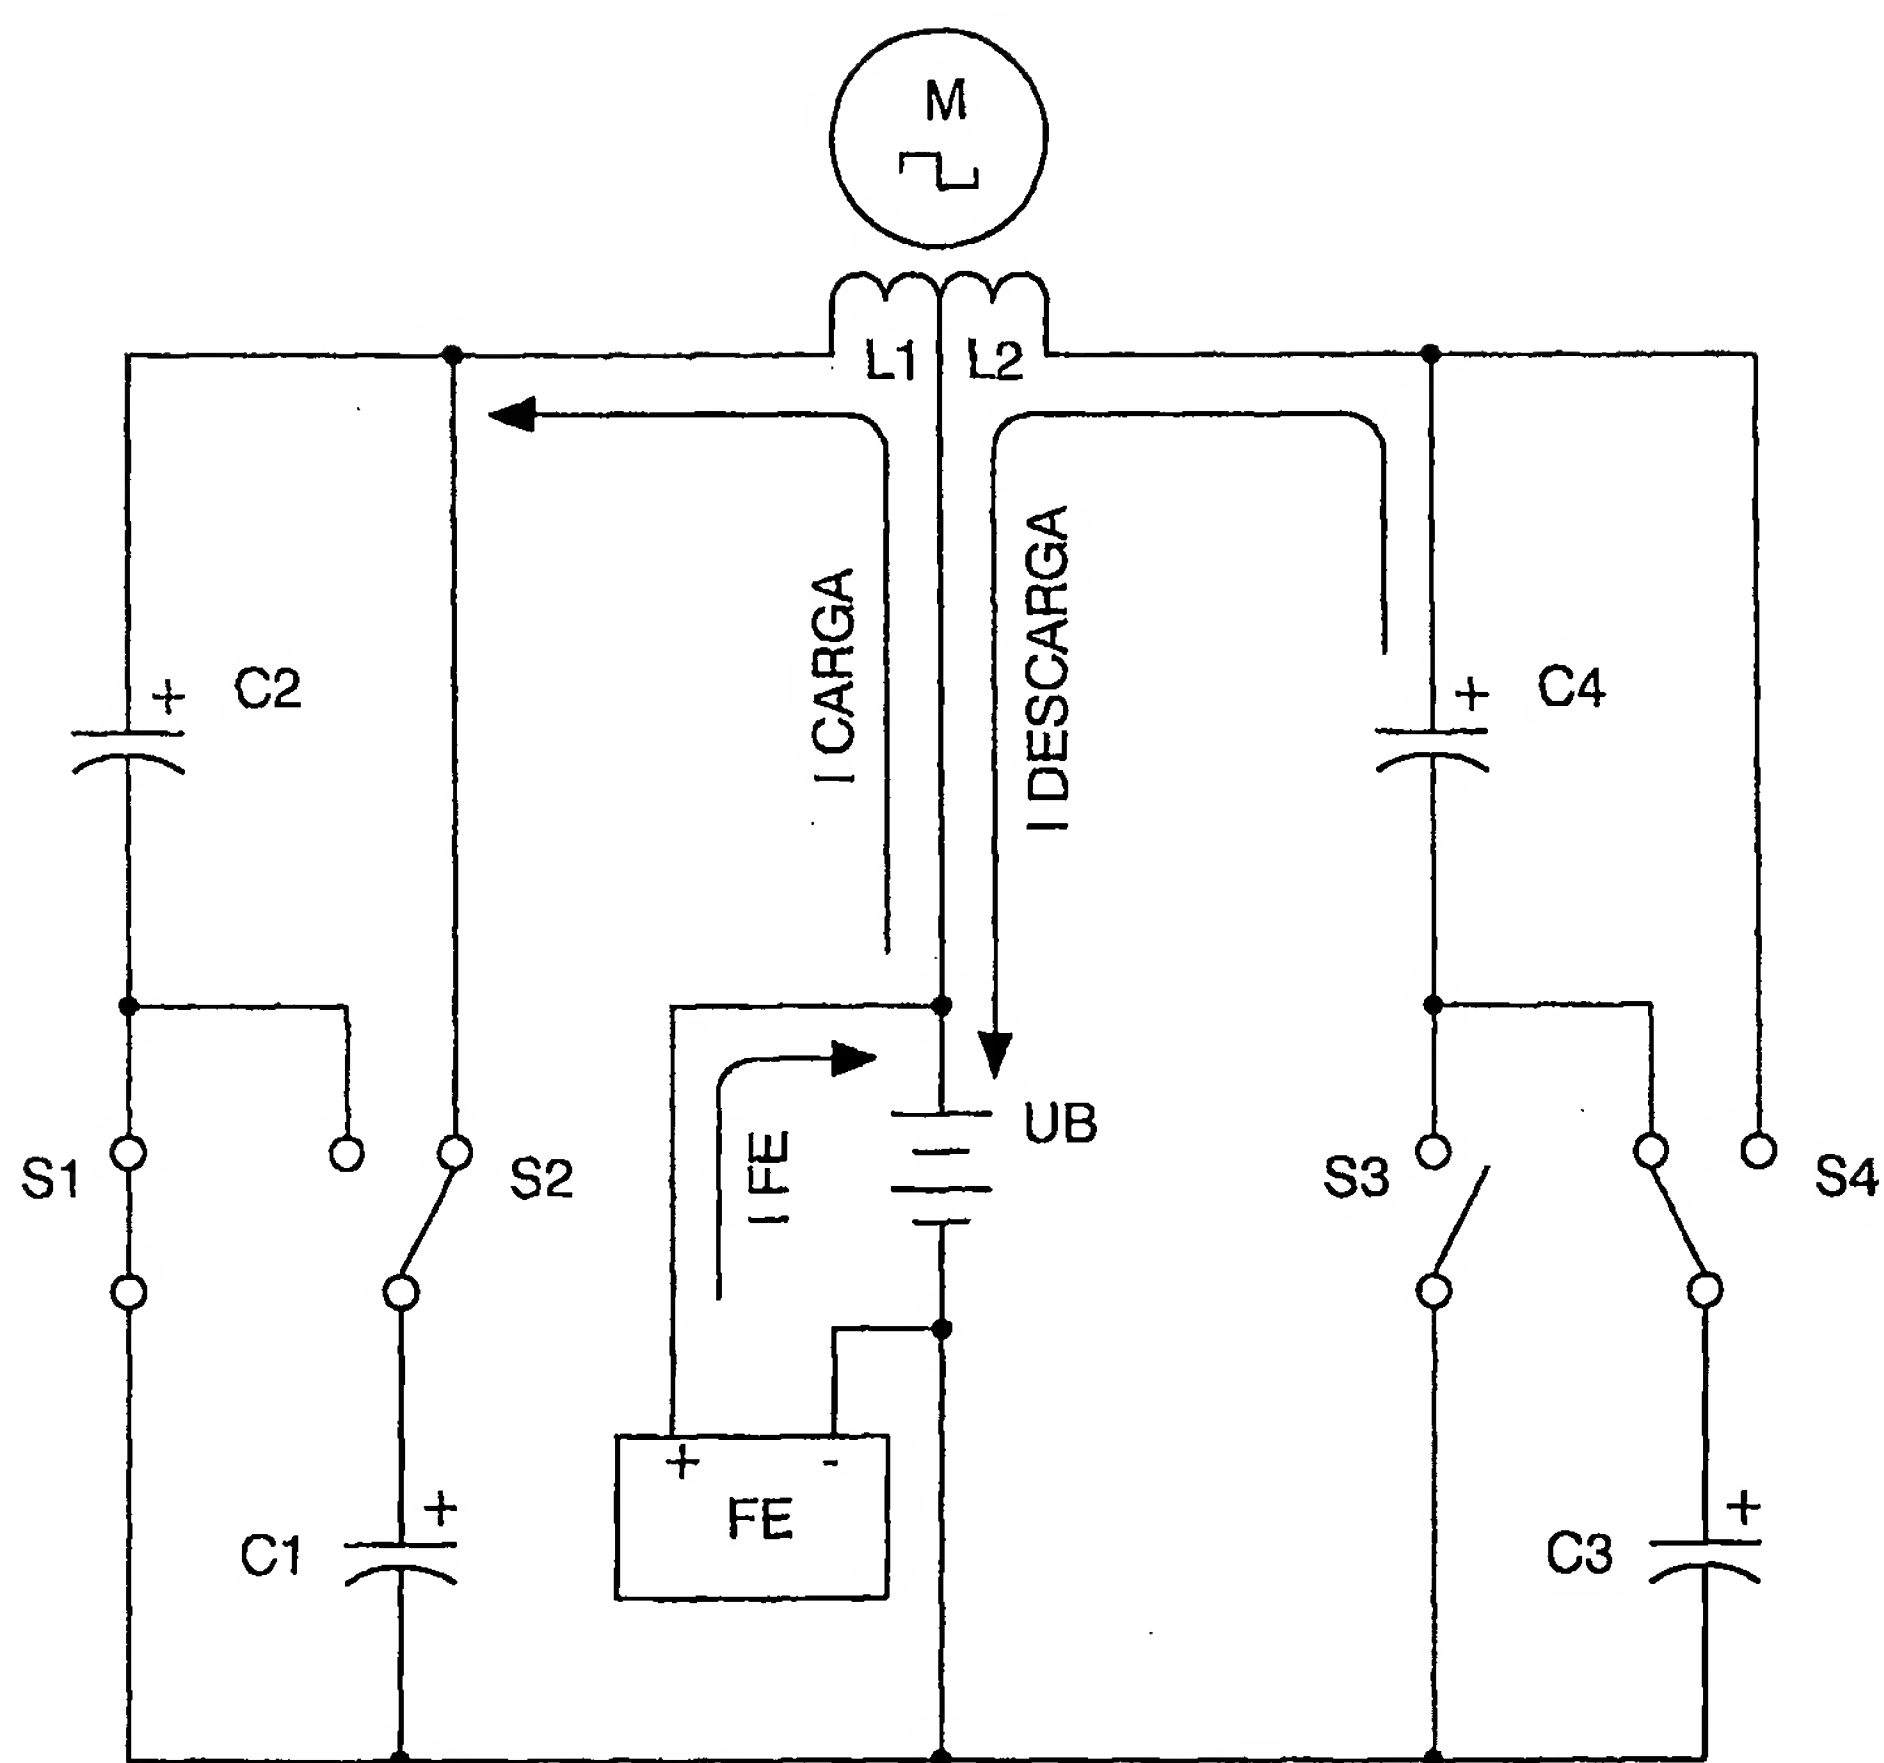 M
L1 L2
I CARGA
I DESCARGA
+ C2
+ C4
I FE
UB
S1
S2
S3
S4
+ -
FE
+
C1
+
C3